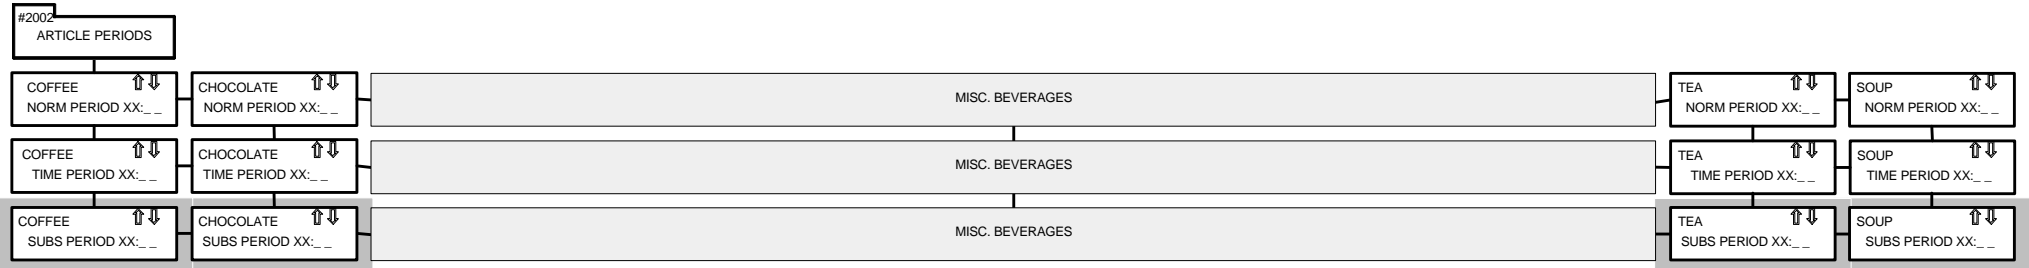 #2002
ARTICLE PERIODS
COFFEE
NORM PERIOD XX:_ _
CHOCOLATE
NORM PERIOD XX:_ _
MISC. BEVERAGES
TEA
NORM PERIOD XX:_ _
SOUP
NORM PERIOD XX:_ _
COFFEE
TIME PERIOD XX:_ _
CHOCOLATE
TIME PERIOD XX:_ _
MISC. BEVERAGES
TEA
TIME PERIOD XX:_ _
SOUP
TIME PERIOD XX:_ _
COFFEE
SUBS PERIOD XX:_ _
CHOCOLATE
SUBS PERIOD XX:_ _
MISC. BEVERAGES
TEA
SUBS PERIOD XX:_ _
SOUP
SUBS PERIOD XX:_ _